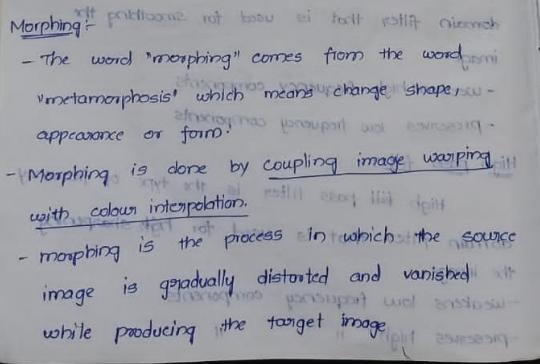 Morphing :-
- The word "morphing" comes from the word
"metamorphosis" which means change shape,
appearance or form.
- Morphing is done by coupling image warping
with colour interpolation.
- morphing is the process in which the source
image is gradually distorted and vanished
while producing the target image